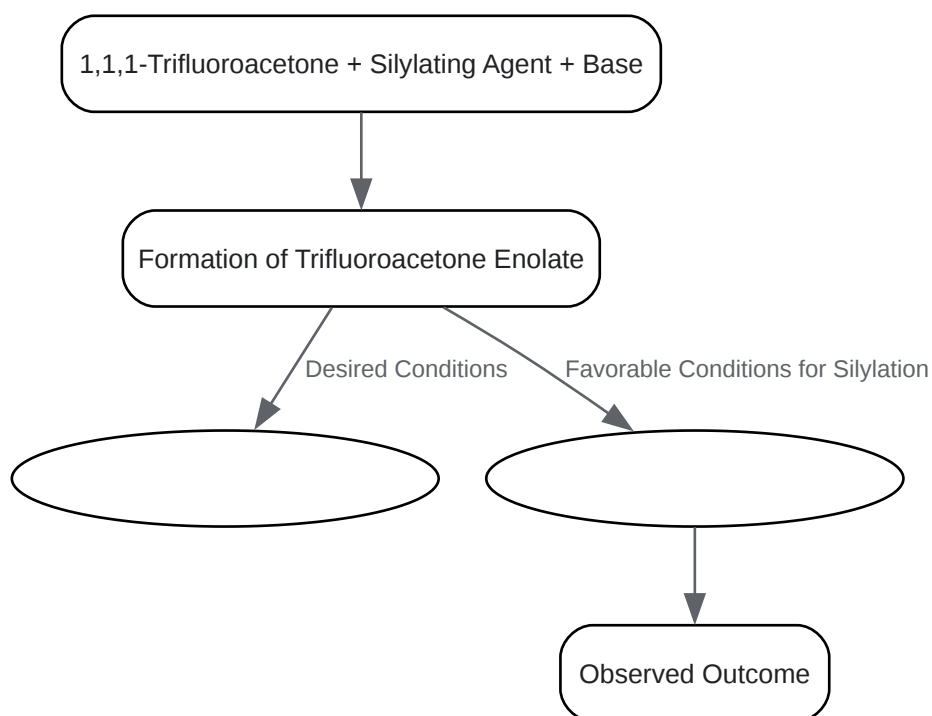 1,1,1-Trifluoroacetone + Silylating Agent + Base
Formation of Trifluoroacetone Enolate
Desired Conditions
Favorable Conditions for Silylation
Observed Outcome